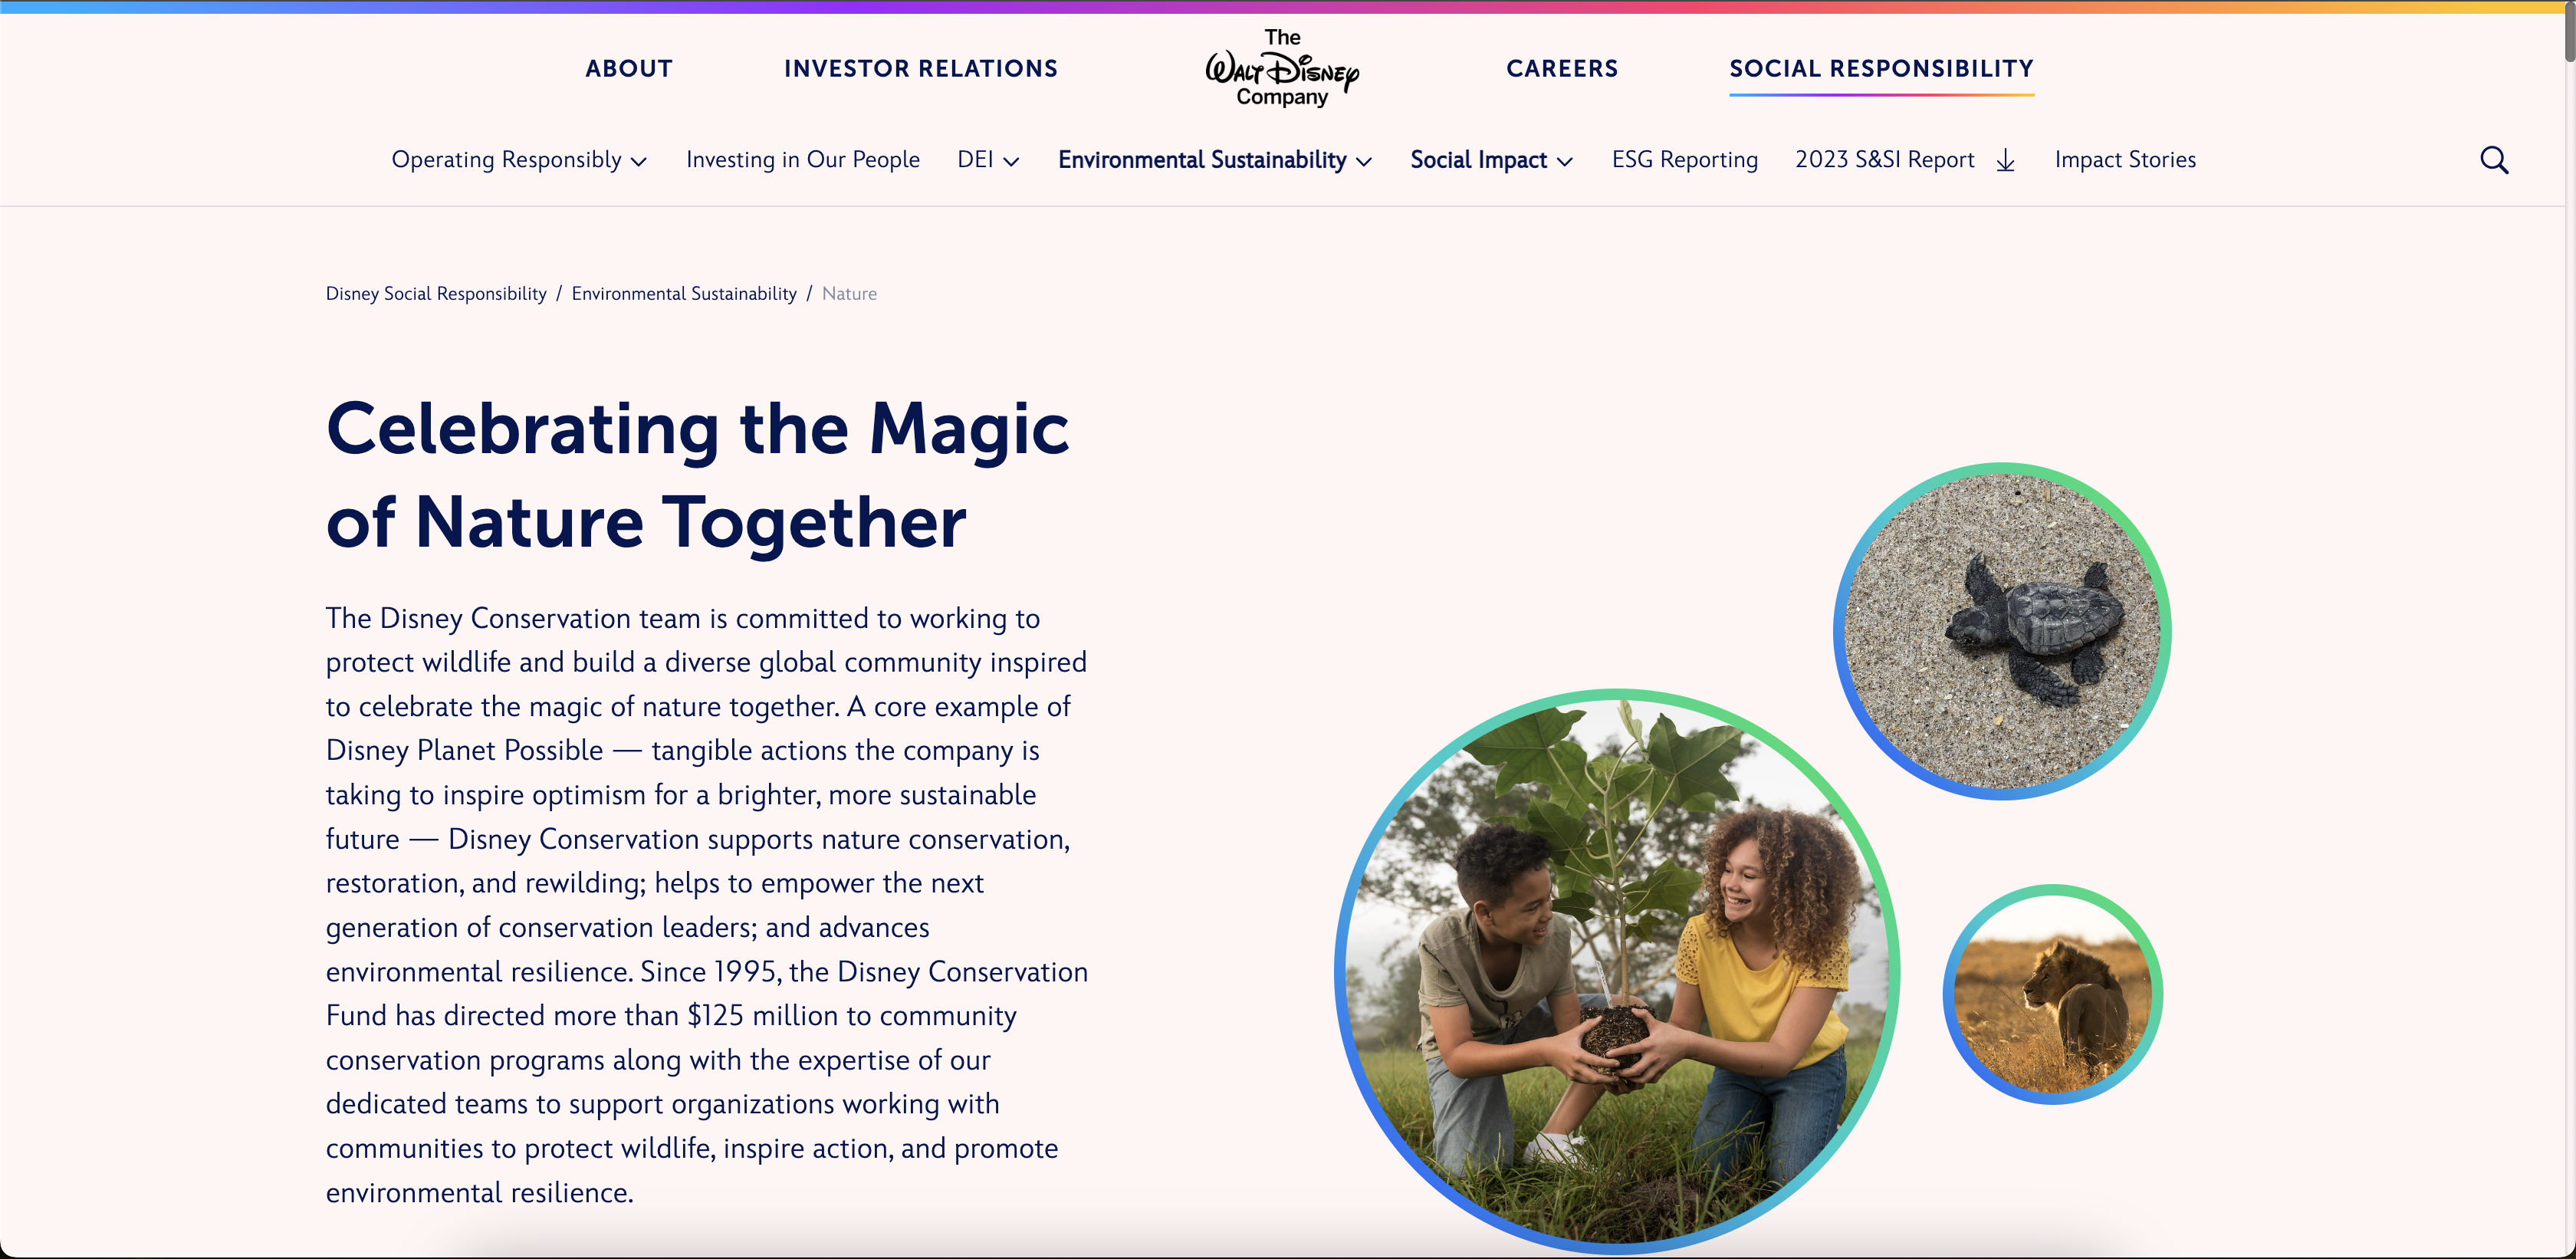 ABOUT
INVESTOR RELATIONS
The
WALT DISNEY
Company
CAREERS
SOCIAL RESPONSIBILITY
Operating Responsibly
Investing in Our People
DEI
Environmental Sustainability
Social Impact
ESG Reporting
2023 S&SI Report
Impact Stories
Disney Social Responsibility / Environmental Sustainability / Nature
Celebrating the Magic
of Nature Together
The Disney Conservation team is committed to working to
protect wildlife and build a diverse global community inspired
to celebrate the magic of nature together. A core example of
Disney Planet Possible — tangible actions the company is
taking to inspire optimism for a brighter, more sustainable
future — Disney Conservation supports nature conservation,
restoration, and rewilding; helps to empower the next
generation of conservation leaders; and advances
environmental resilience. Since 1995, the Disney Conservation
Fund has directed more than $125 million to community
conservation programs along with the expertise of our
dedicated teams to support organizations working with
communities to protect wildlife, inspire action, and promote
environmental resilience.